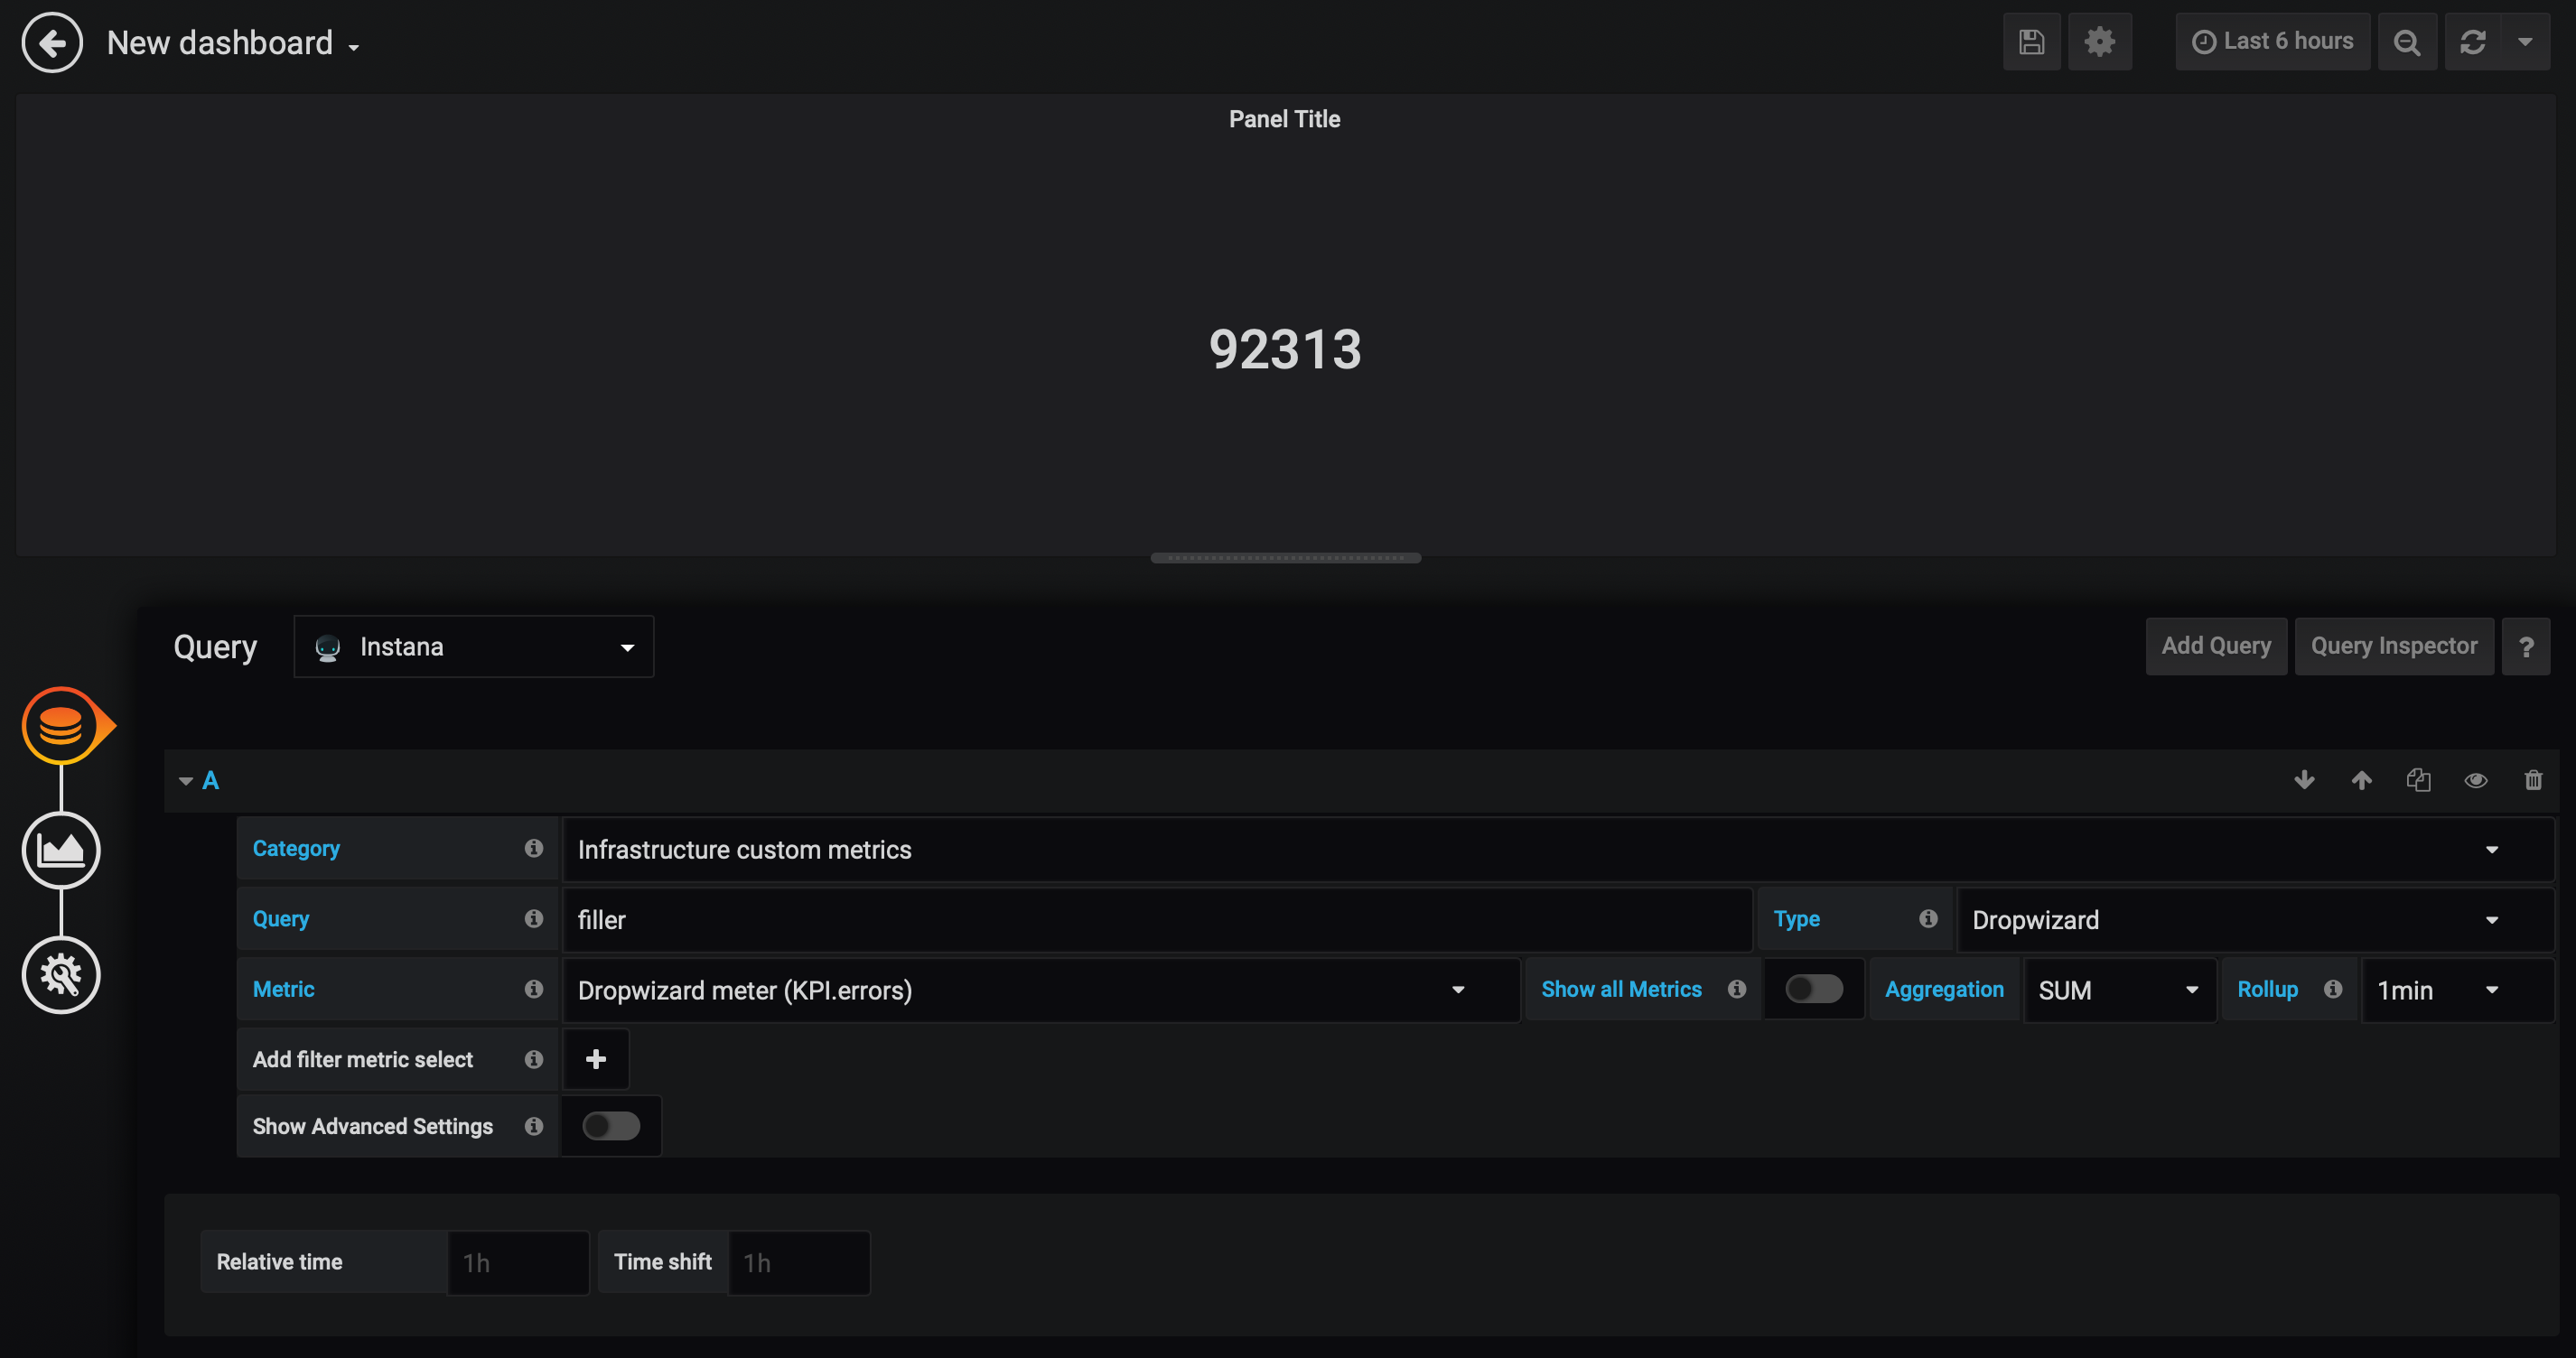 New dashboard
Last 6 hours
Panel Title
92313
Query
Instana
Add Query
Query Inspector
?
A
Category
Infrastructure custom metrics
Query
filler
Type
Dropwizard
Metric
Dropwizard meter (KPI.errors)
Show all Metrics
Aggregation
SUM
Rollup
1min
Add filter metric select
+
Show Advanced Settings
Relative time
1h
Time shift
1h